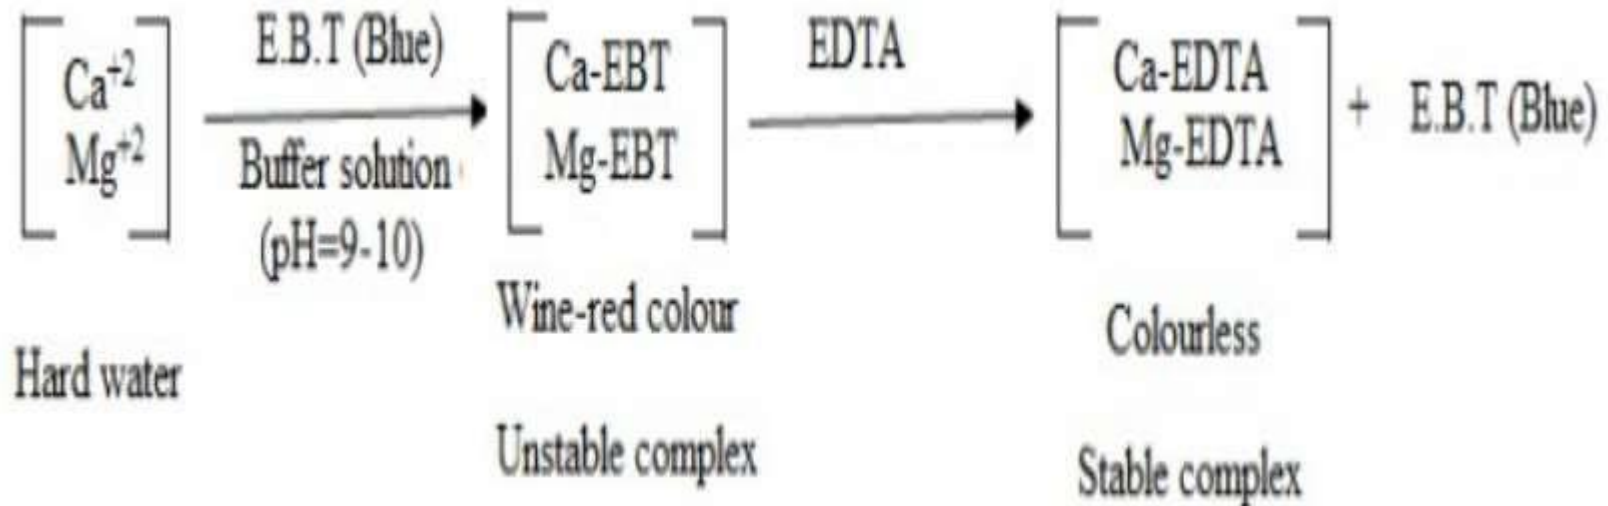 Ca+2
Mg+2
Hard water
E.B.T (Blue)
Buffer solution
(pH=9-10)
Ca-EBT
Mg-EBT
Wine-red colour
Unstable complex
EDTA
Ca-EDTA
Mg-EDTA
Colourless
Stable complex
+ E.B.T (Blue)